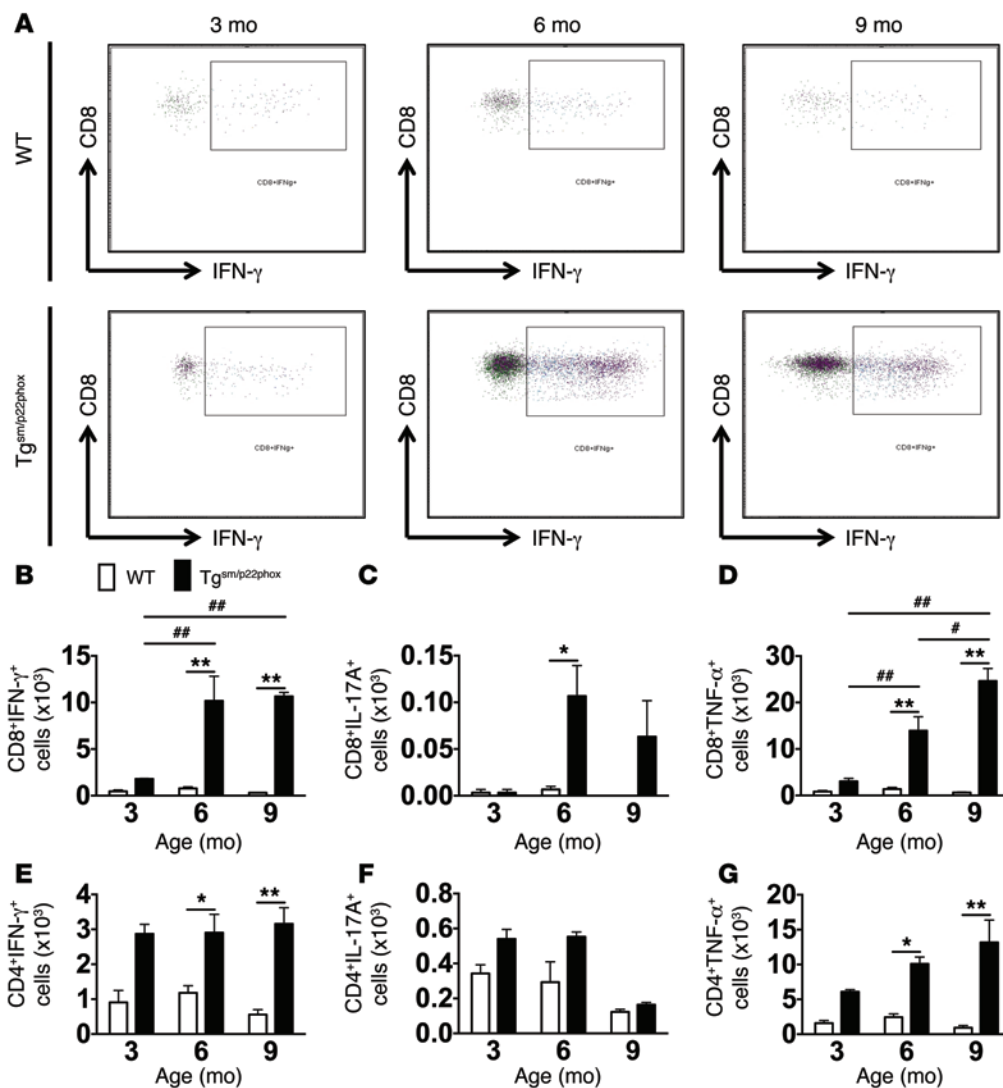 A
3 mo
6 mo
9 mo
WT
CD8
CD8+IFNg+
IFN-γ
CD8
CD8+IFNg+
IFN-γ
CD8
CD8+IFNg+
IFN-γ
Tg^sm/p22phox
CD8
CD8+IFNg+
IFN-γ
CD8
CD8+IFNg+
IFN-γ
CD8
CD8+IFNg+
IFN-γ
B
WT
Tg^sm/p22phox
##
##
**
**
CD8⁺IFN-γ⁺
cells (x10³)
15
10
5
0
3 6 9
Age (mo)
C
*
CD8⁺IL-17A⁺
cells (x10³)
0.15
0.10
0.05
0.00
3 6 9
Age (mo)
D
##
#
##
**
**
CD8⁺TNF-α⁺
cells (x10³)
30
20
10
0
3 6 9
Age (mo)
E
*
**
CD4⁺IFN-γ⁺
cells (x10³)
4
3
2
1
0
3 6 9
Age (mo)
F
CD4⁺IL-17A⁺
cells (x10³)
0.8
0.6
0.4
0.2
0.0
3 6 9
Age (mo)
G
*
**
CD4⁺TNF-α⁺
cells (x10³)
20
15
10
5
0
3 6 9
Age (mo)